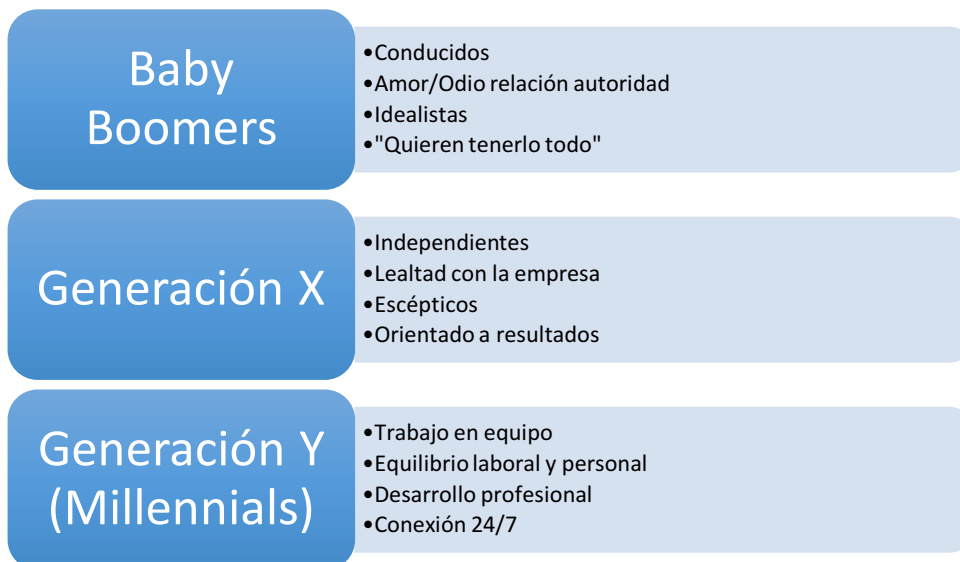 Baby
Boomers
•Conducidos
•Amor/Odio relación autoridad
•Idealistas
•"Quieren tenerlo todo"
Generación X
•Independientes
•Lealtad con la empresa
•Escépticos
•Orientado a resultados
Generación Y
(Millennials)
•Trabajo en equipo
•Equilibrio laboral y personal
•Desarrollo profesional
•Conexión 24/7